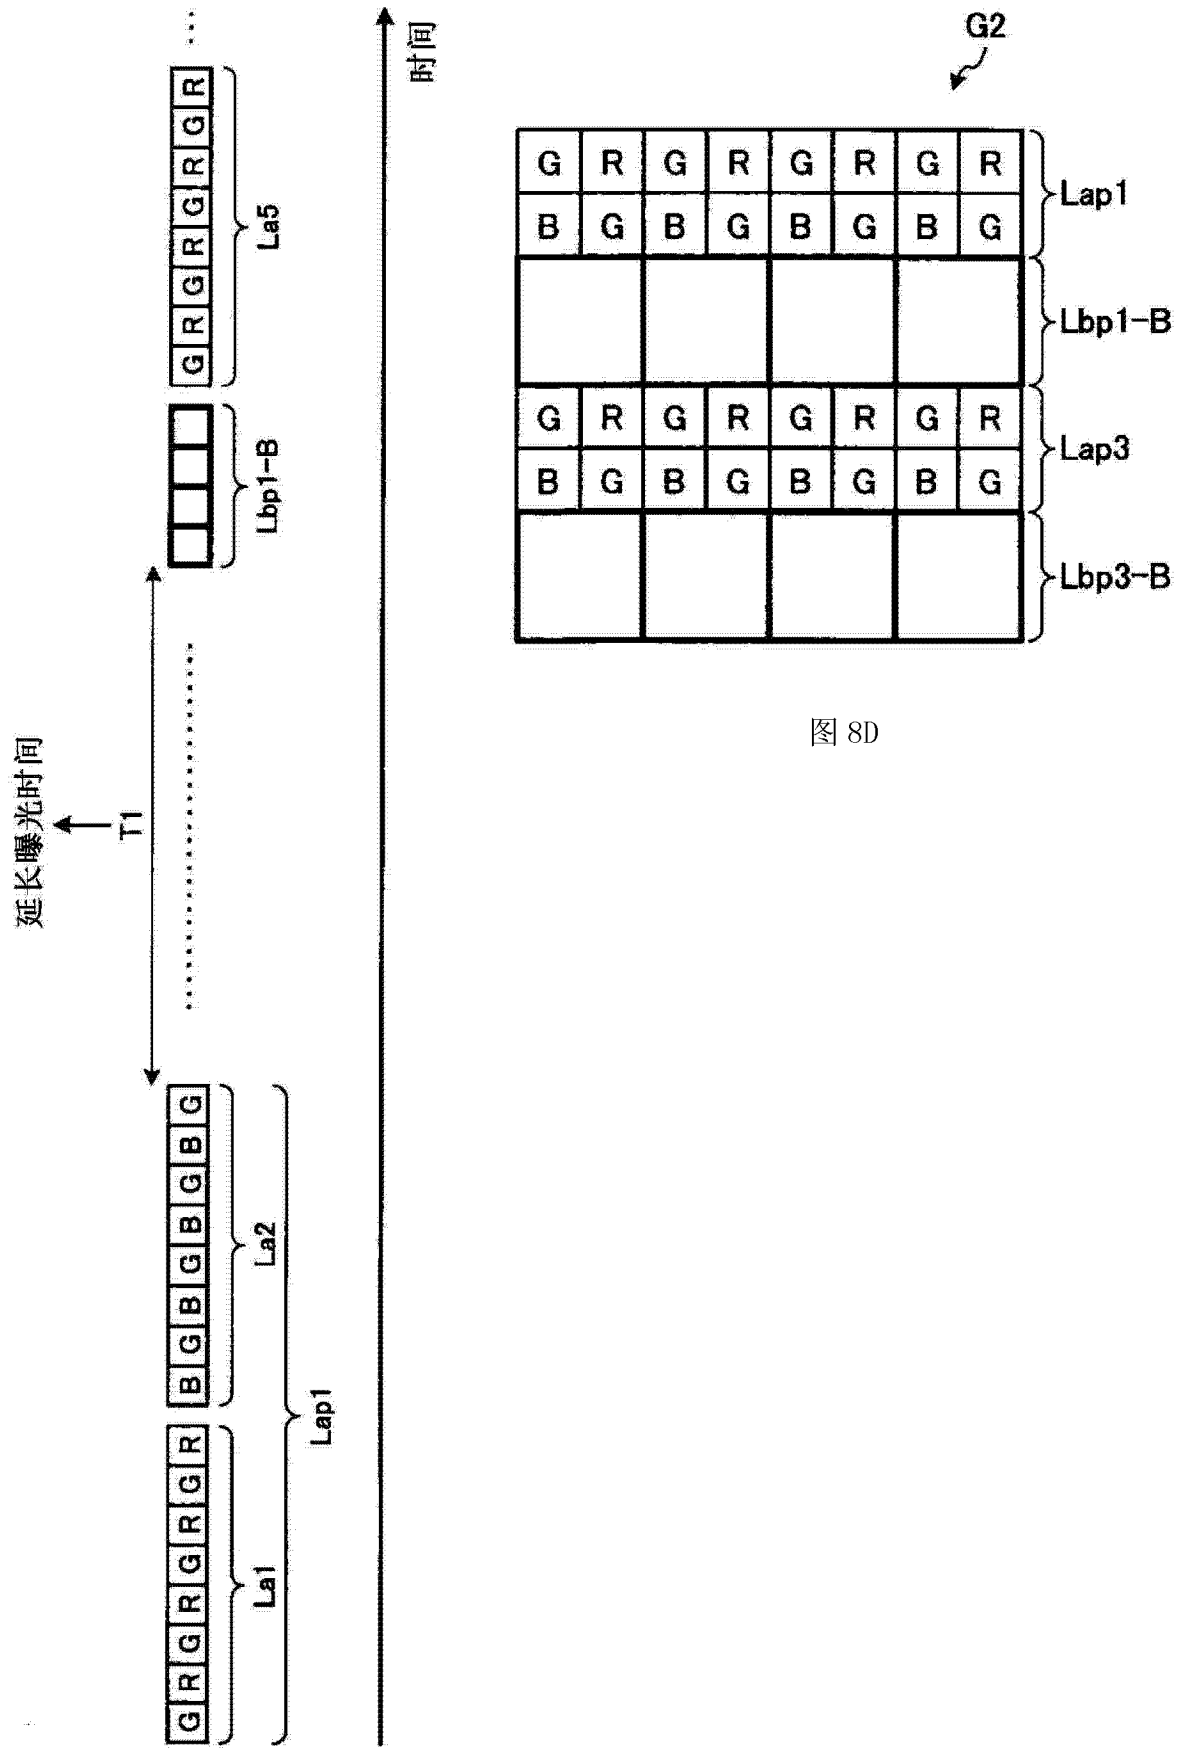 G2
G R G R G R G R
B G B G B G B G
Lap1
Lbp1-B
G R G R G R G R
B G B G B G B G
Lap3
Lbp3-B
图 8D
延长曝光时间
T1
G R G R G R G R
La1
B G B G B G B G
La2
Lap1
Lbp1-B
G R G R G R G R
La5
时间